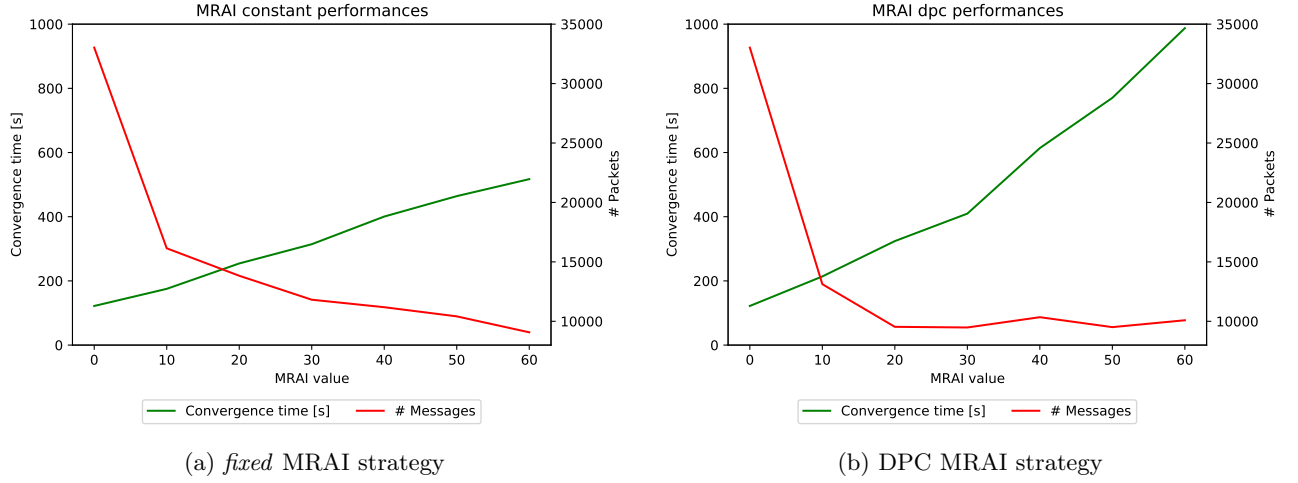 MRAI constant performances
1000
800
600
400
200
0
Convergence time [s]
35000
30000
25000
20000
15000
10000
# Packets
0 10 20 30 40 50 60
MRAI value
Convergence time [s] # Messages
(a) fixed MRAI strategy
MRAI dpc performances
1000
800
600
400
200
0
Convergence time [s]
35000
30000
25000
20000
15000
10000
# Packets
0 10 20 30 40 50 60
MRAI value
Convergence time [s] # Messages
(b) DPC MRAI strategy